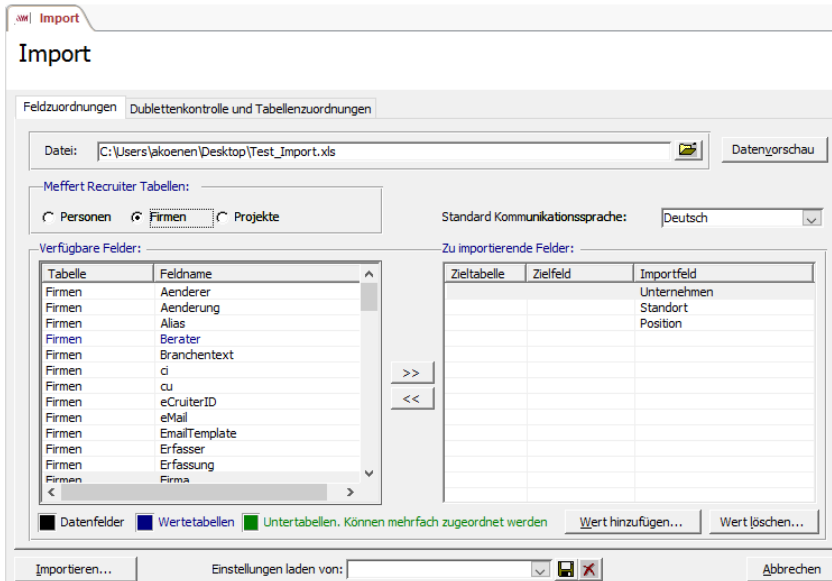 Import
Import
Feldzuordnungen Dublettenkontrolle und Tabellenzuordnungen
Datei: C:\Users\akoenen\Desktop\Test_Import.xls Datenvorschau
Meffert Recruiter Tabellen:
Personen Firmen Projekte Standard Kommunikationssprache: Deutsch
Verfügbare Felder: Zu importierende Felder:
Tabelle Feldname Zieltabelle Zielfeld Importfeld
Firmen Aenderer Unternehmen
Firmen Aenderung Standort
Firmen Alias Position
Firmen Berater
Firmen Branchentext
Firmen ci >>
Firmen cu
Firmen eCruiterID <<
Firmen eMail
Firmen EmailTemplate
Firmen Erfasser
Firmen Erfassung
Firmen Firma
Datenfelder Wertetabellen Untertabellen. Können mehrfach zugeordnet werden Wert hinzufügen... Wert löschen...
Importieren... Einstellungen laden von: Abbrechen